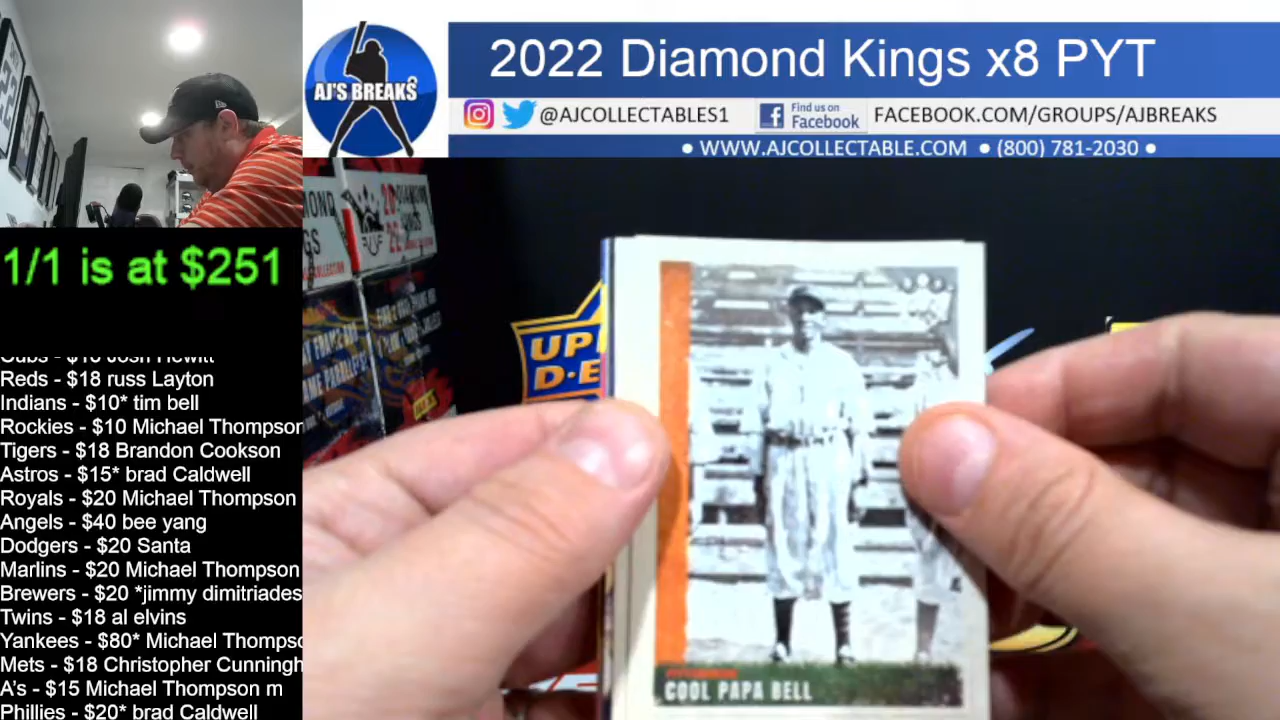 AJ'S BREAKS
2022 Diamond Kings x8 PYT
@AJCOLLECTABLES1
Find us on
Facebook
FACEBOOK.COM/GROUPS/AJBREAKS
• WWW.AJCOLLECTABLE.COM • (800) 781-2030 •
1/1 is at $251
Cubs - $10 Josh Hewitt
Reds - $18 russ Layton
Indians - $10* tim bell
Rockies - $10 Michael Thompson
Tigers - $18 Brandon Cookson
Astros - $15* brad Caldwell
Royals - $20 Michael Thompson
Angels - $40 bee yang
Dodgers - $20 Santa
Marlins - $20 Michael Thompson
Brewers - $20 *jimmy dimitriades
Twins - $18 al elvins
Yankees - $80* Michael Thompso
Mets - $18 Christopher Cunningh
A's - $15 Michael Thompson m
Phillies - $20* brad Caldwell
UP
D·E
COOL PAPA BELL